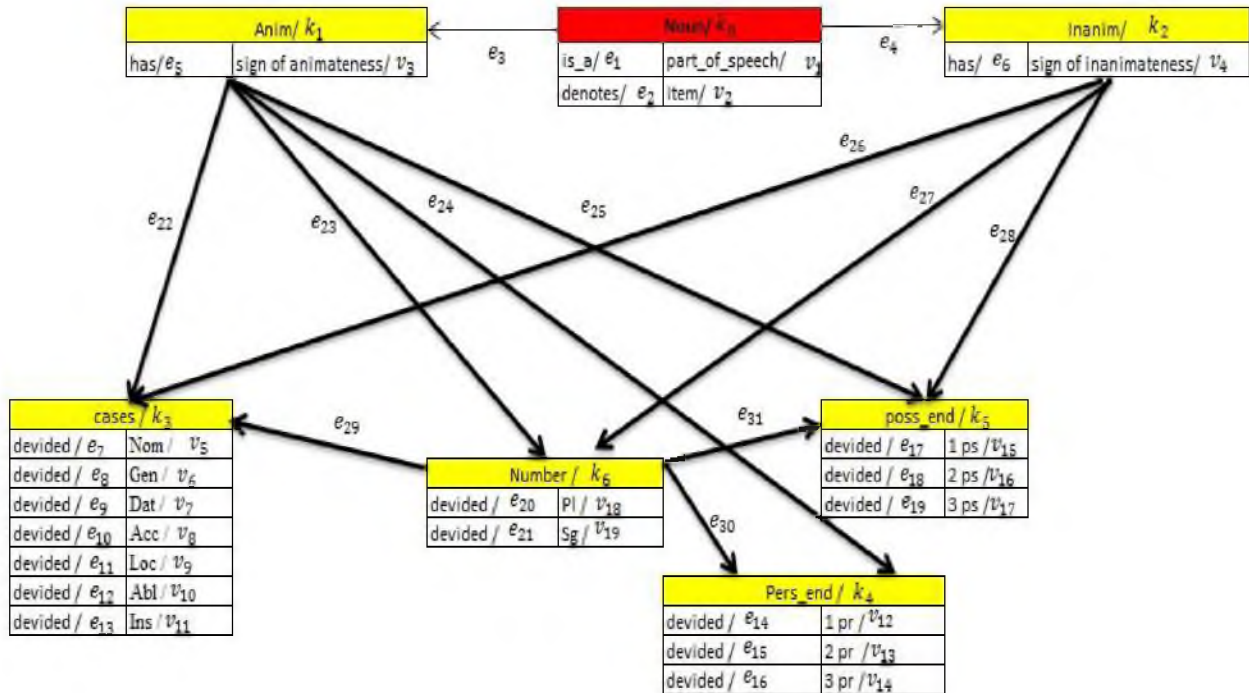 Anim/ k₁
has/e₅ sign of animateness/ v₃
e₃
Noun/ k₀
is_a/ e₁ part_of_speech/ v₁
denotes/ e₂ Item/ v₂
e₄
Inanim/ k₂
has/ e₆ sign of inanimateness/ v₄
e₂₂
e₂₃
e₂₄
e₂₅
e₂₆
e₂₇
e₂₈
cases / k₃
devided / e₇ Nom / v₅
devided / e₈ Gen / v₆
devided / e₉ Dat / v₇
devided / e₁₀ Acc / v₈
devided / e₁₁ Loc / v₉
devided / e₁₂ Abl / v₁₀
devided / e₁₃ Ins / v₁₁
e₂₉
Number / k₆
devided / e₂₀ Pl / v₁₈
devided / e₂₁ Sg / v₁₉
e₃₁
e₃₀
poss_end / k₅
devided / e₁₇ 1 ps /v₁₅
devided / e₁₈ 2 ps /v₁₆
devided / e₁₉ 3 ps /v₁₇
Pers_end / k₄
devided / e₁₄ 1 pr / v₁₂
devided / e₁₅ 2 pr / v₁₃
devided / e₁₆ 3 pr / v₁₄